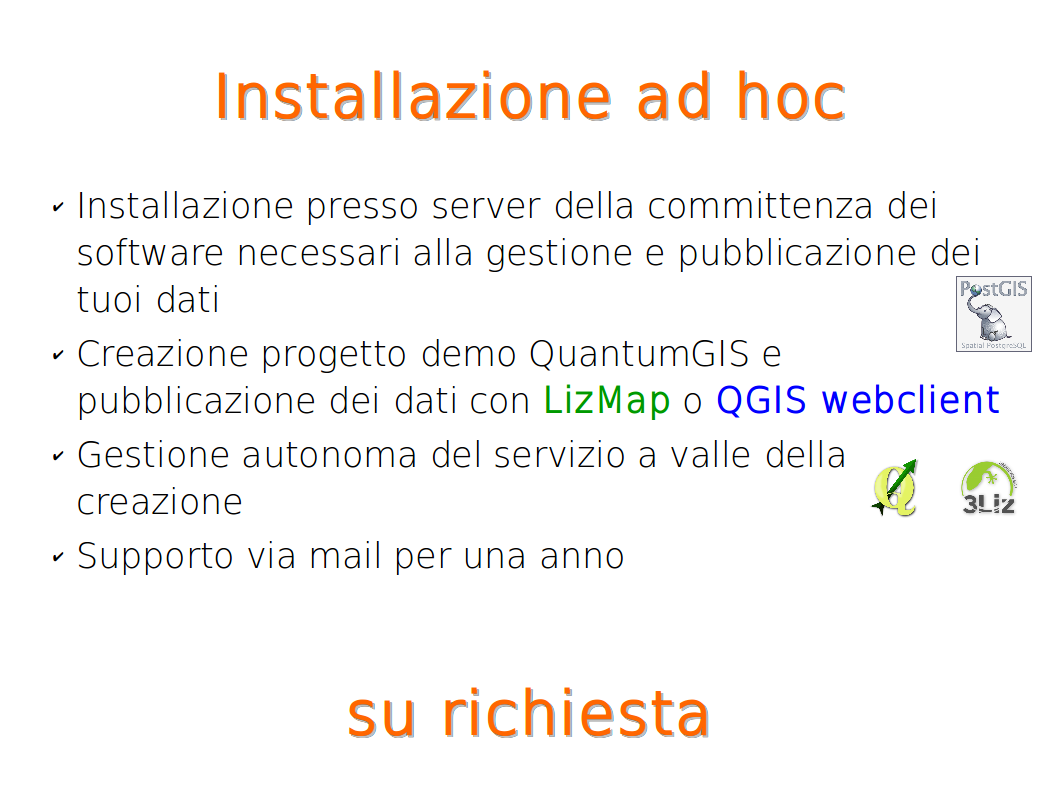 Installazione ad hoc
✔ Installazione presso server della committenza dei
software necessari alla gestione e pubblicazione dei
tuoi dati
PostGIS
Spatial PostgreSQL
✔ Creazione progetto demo QuantumGIS e
pubblicazione dei dati con LizMap o QGIS webclient
✔ Gestione autonoma del servizio a valle della
creazione
3Liz
✔ Supporto via mail per una anno
su richiesta